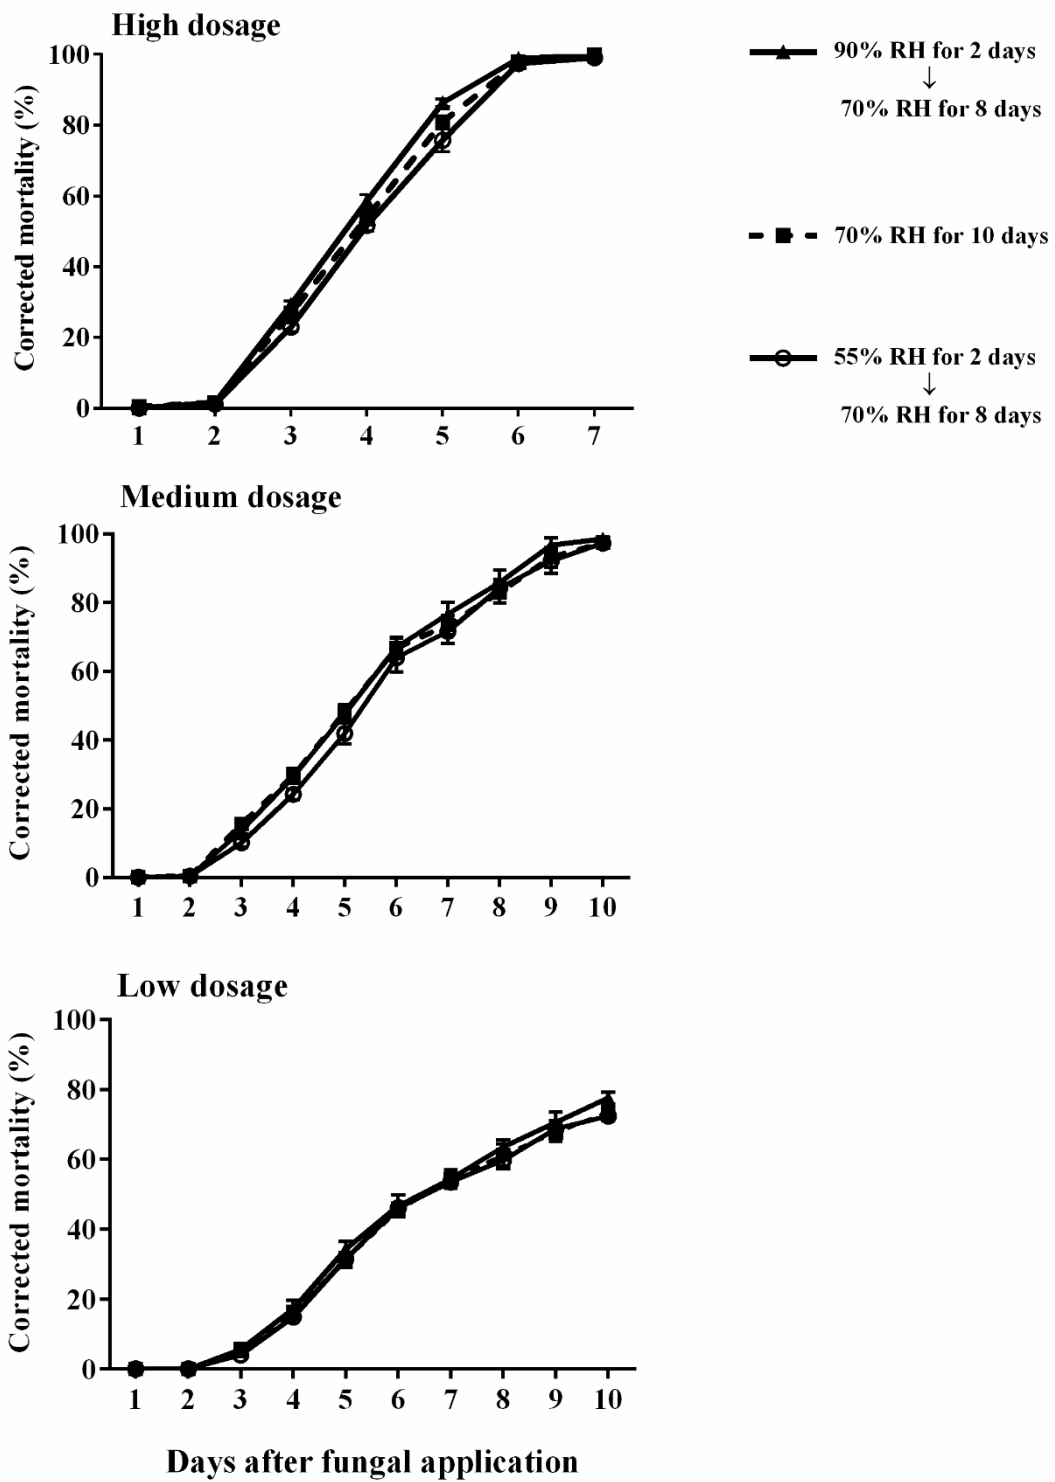 High dosage
Corrected mortality (%)
100
80
60
40
20
0
1 2 3 4 5 6 7
90% RH for 2 days
↓
70% RH for 8 days
70% RH for 10 days
55% RH for 2 days
↓
70% RH for 8 days
Medium dosage
Corrected mortality (%)
100
80
60
40
20
0
1 2 3 4 5 6 7 8 9 10
Low dosage
Corrected mortality (%)
100
80
60
40
20
0
1 2 3 4 5 6 7 8 9 10
Days after fungal application